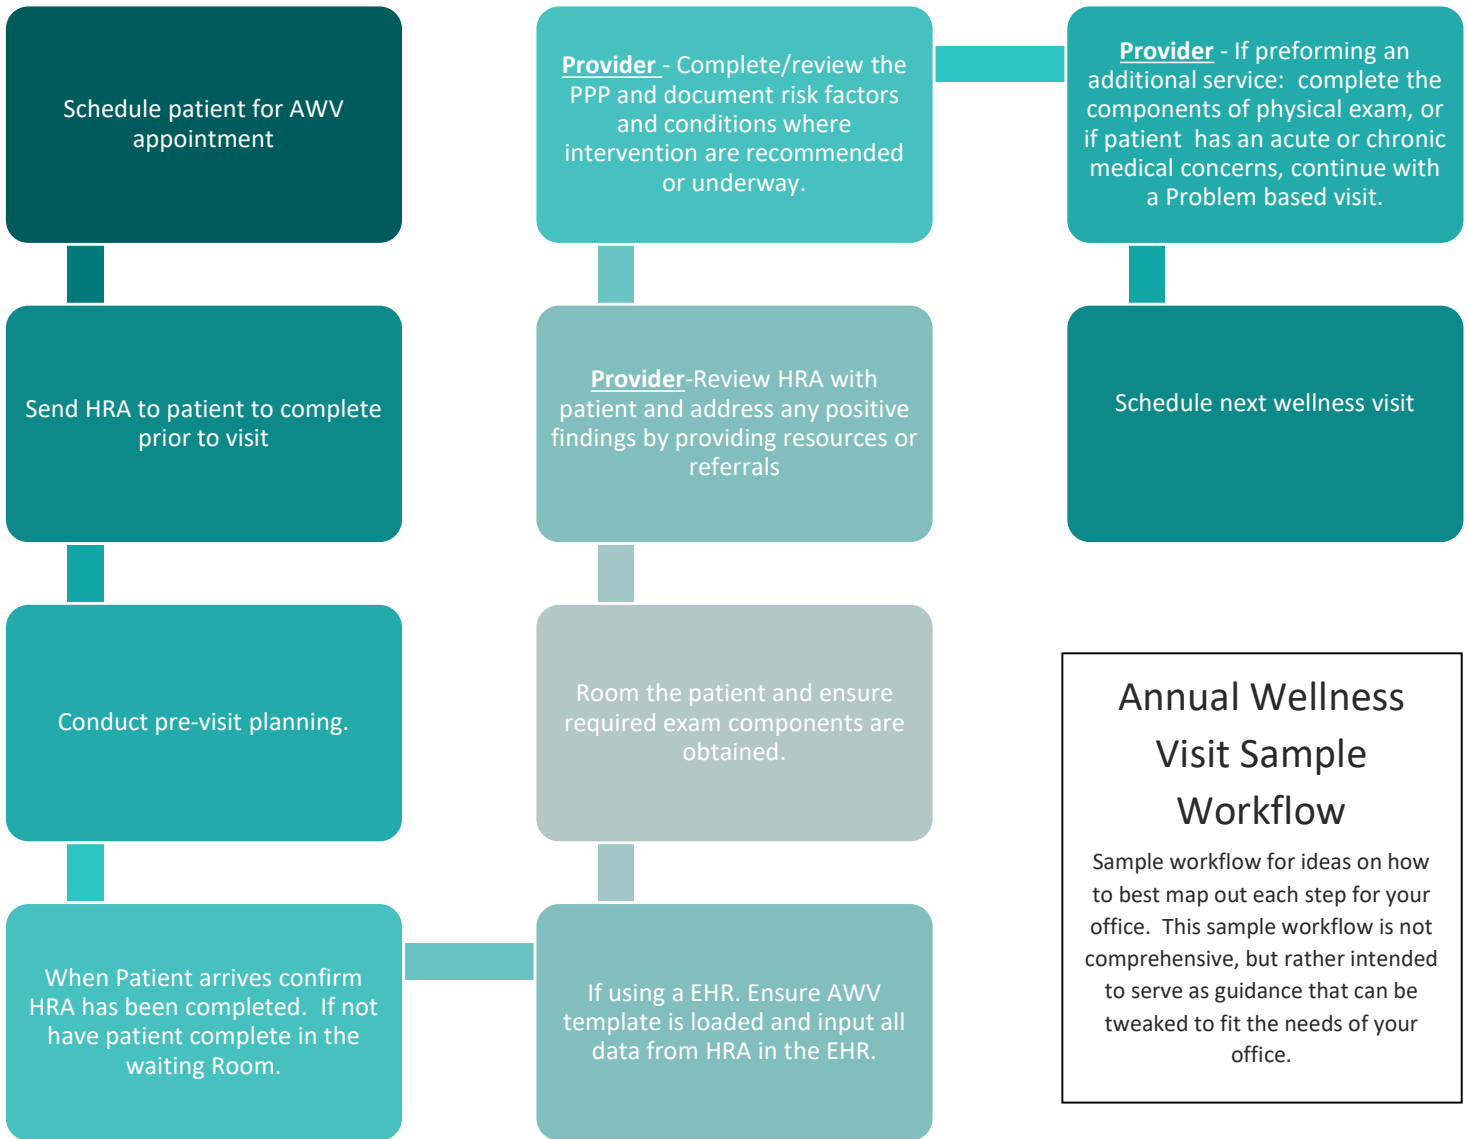 Schedule patient for AWV
appointment
Send HRA to patient to complete
prior to visit
Conduct pre-visit planning.
When Patient arrives confirm
HRA has been completed.  If not
have patient complete in the
waiting Room.
If using a EHR. Ensure AWV
template is loaded and input all
data from HRA in the EHR.
Room the patient and ensure
required exam components are
obtained.
Provider-Review HRA with
patient and address any positive
findings by providing resources or
referrals
Provider - Complete/review the
PPP and document risk factors
and conditions where
intervention are recommended
or underway.
Provider - If preforming an
additional service:  complete the
components of physical exam, or
if patient  has an acute or chronic
medical concerns, continue with
a Problem based visit.
Schedule next wellness visit
Annual Wellness
Visit Sample
Workflow
Sample workflow for ideas on how
to best map out each step for your
office.  This sample workflow is not
comprehensive, but rather intended
to serve as guidance that can be
tweaked to fit the needs of your
office.